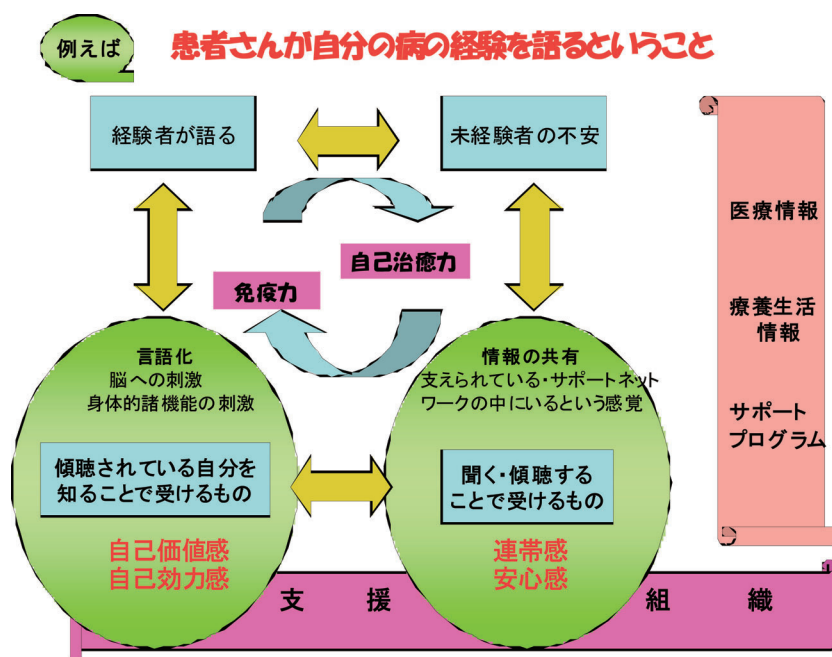 例えば
患者さんが自分の病の経験を語るということ
経験者が語る
未経験者の不安
自己治癒力
免疫力
言語化
脳への刺激
身体的諸機能の刺激
傾聴されている自分を
知ることで受けるもの
自己価値感
自己効力感
情報の共有
支えられている・サポートネット
ワークの中にいるという感覚
聞く・傾聴する
ことで受けるもの
連帯感
安心感
医療情報
療養生活
情報
サポート
プログラム
支援組織